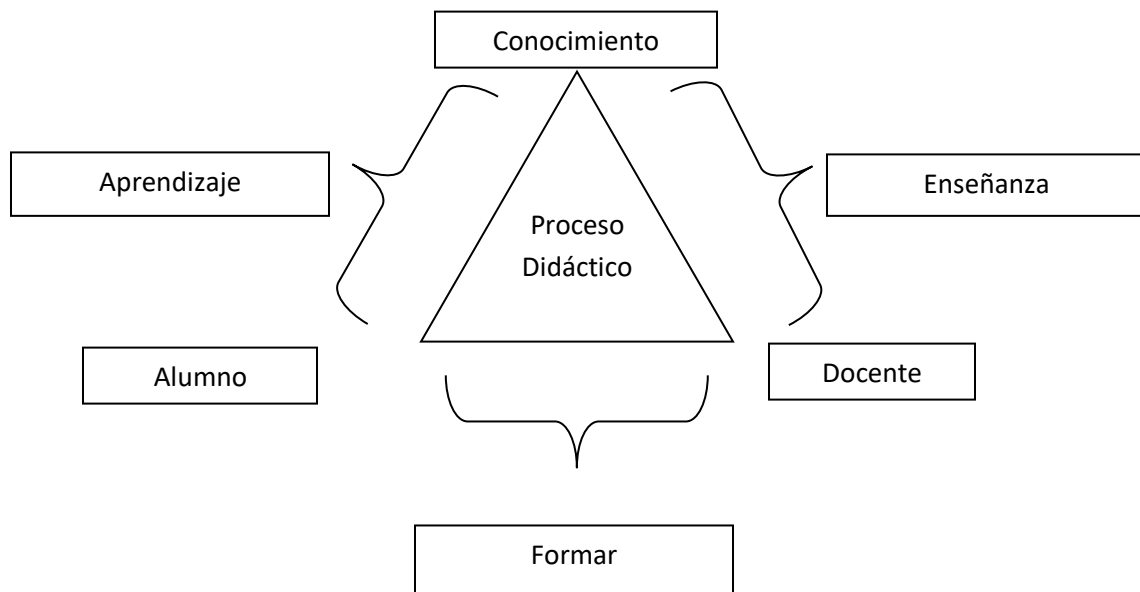 Conocimiento
Aprendizaje
Enseñanza
Proceso
Didáctico
Alumno
Docente
Formar